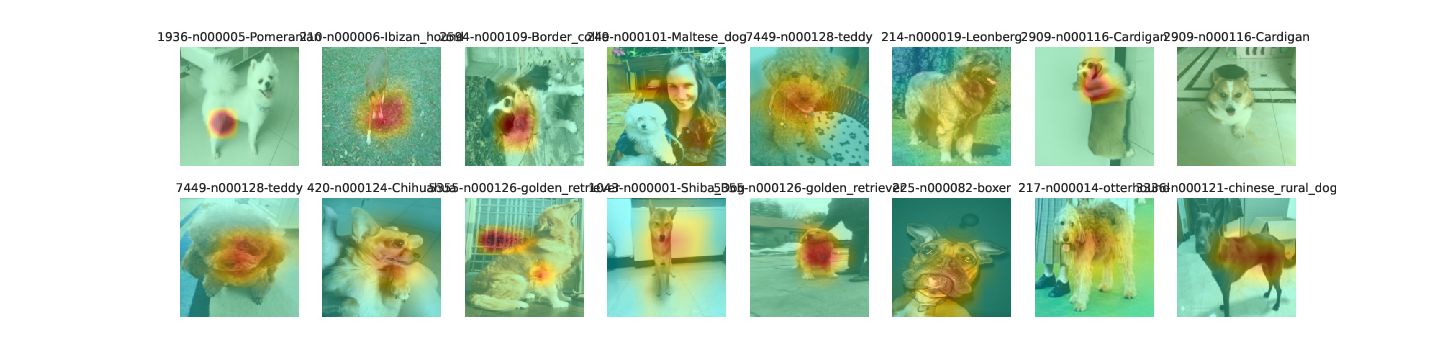 1936-n000005-Pomeranian
210-n000006-Ibizan_hound
2594-n000109-Border_collie
249-n000101-Maltese_dog
7449-n000128-teddy
214-n000019-Leonberg
2909-n000116-Cardigan
2909-n000116-Cardigan
7449-n000128-teddy
420-n000124-Chihuahua
5355-n000126-golden_retriever
1043-n000001-Shiba_Dog
5355-n000126-golden_retriever
225-n000082-boxer
217-n000014-otterhound
3336-n000121-chinese_rural_dog